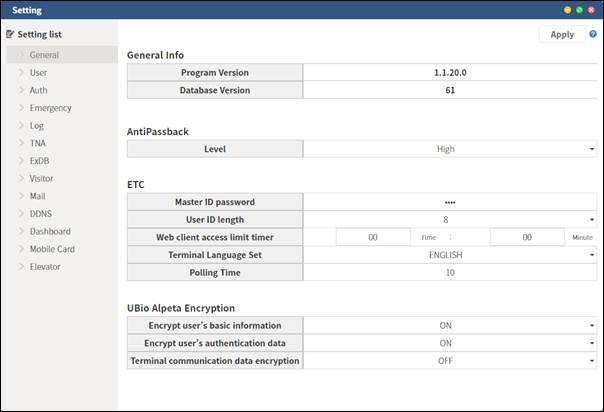 Setting
Setting list
General
User
Auth
Emergency
Log
TNA
ExDB
Visitor
Mail
DDNS
Dashboard
Mobile Card
Elevator
Apply
General Info
Program Version 1.1.20.0
Database Version 61
AntiPassback
Level High
ETC
Master ID password ••••
User ID length 8
Web client access limit timer 00 Time : 00 Minute
Terminal Language Set ENGLISH
Polling Time 10
UBio Alpeta Encryption
Encrypt user's basic information ON
Encrypt user's authentication data ON
Terminal communication data encryption OFF